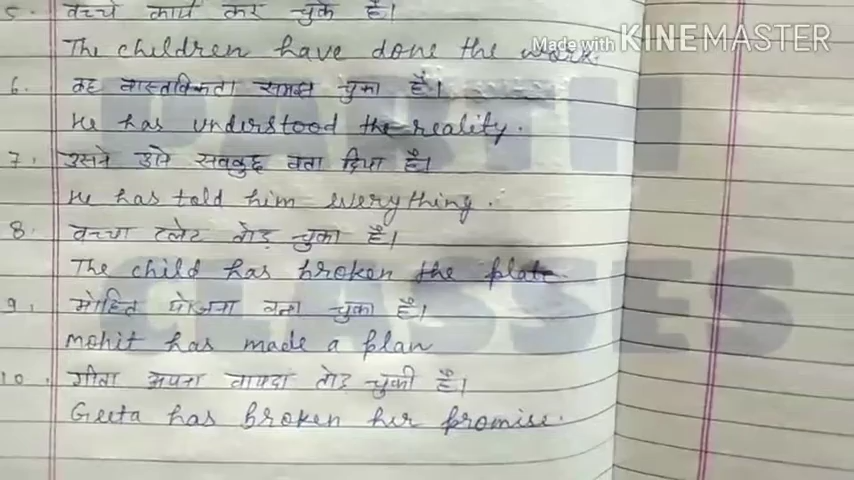 5. बच्चे कार्य कर चुके हैं।
The children have done the work.
Made with KINEMASTER
6. वह वास्तविकता समझ चुका है।
He has understood the reality.
7. उसने उसे सबकुछ बता दिया है।
He has told him everything.
8. बच्चा प्लेट तोड़ चुका है।
The child has broken the plate
9. मोहित योजना बना चुका है।
Mohit has made a plan
10. गीता अपना वायदा तोड़ चुकी है।
Geeta has broken her promise.
CLASSES